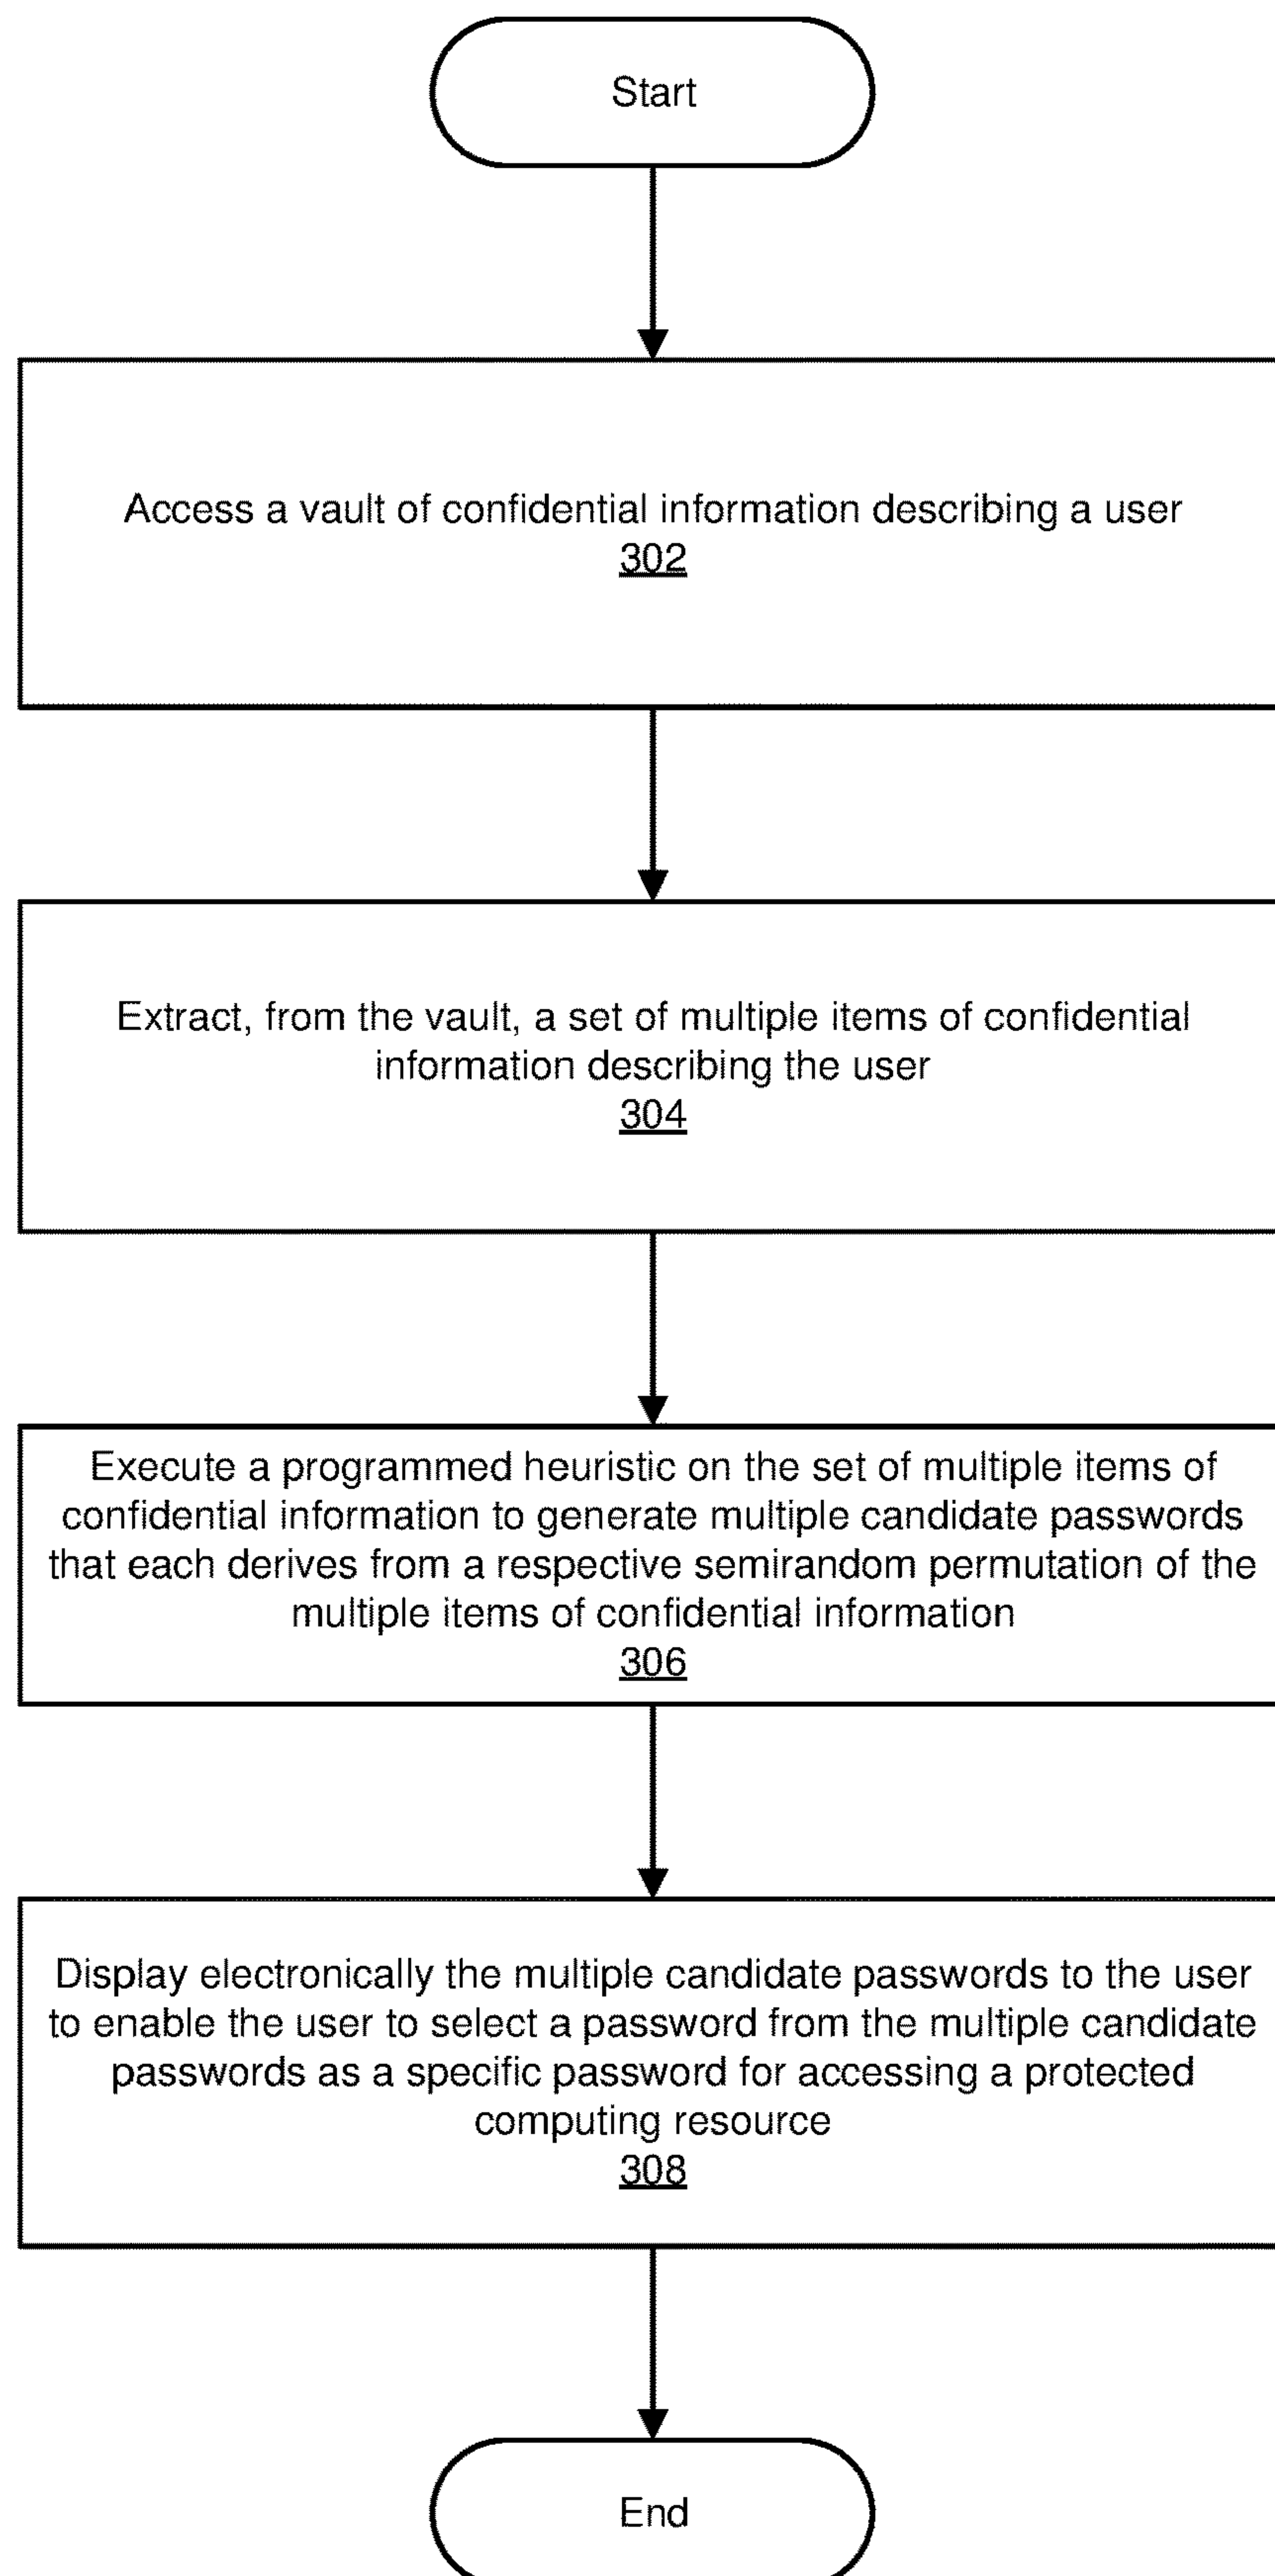 Start
Access a vault of confidential information describing a user
302
Extract, from the vault, a set of multiple items of confidential
information describing the user
304
Execute a programmed heuristic on the set of multiple items of
confidential information to generate multiple candidate passwords
that each derives from a respective semirandom permutation of the
multiple items of confidential information
306
Display electronically the multiple candidate passwords to the user
to enable the user to select a password from the multiple candidate
passwords as a specific password for accessing a protected
computing resource
308
End